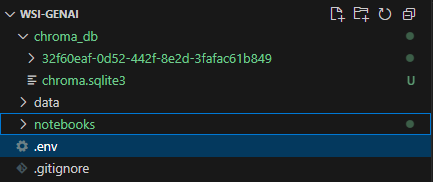 WSI-GENAI
chroma_db
32f60eaf-0d52-442f-8e2d-3fafac61b849
chroma.sqlite3 U
data
notebooks
.env
.gitignore